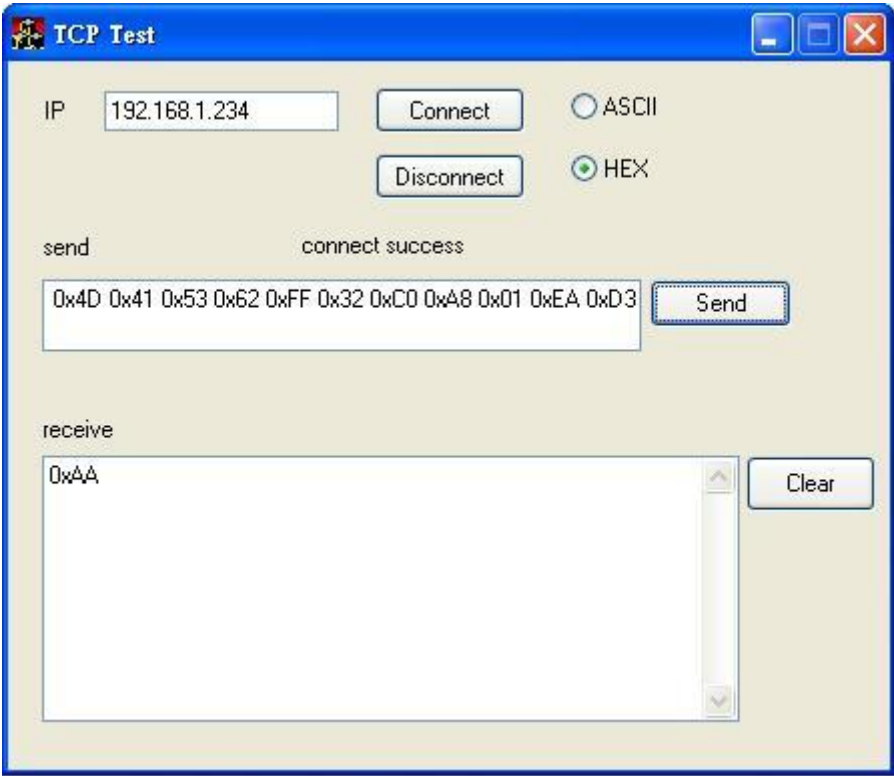 TCP Test
IP 192.168.1.234 Connect ASCII
Disconnect HEX
send connect success
0x4D 0x41 0x53 0x62 0xFF 0x32 0xC0 0xA8 0x01 0xEA 0xD3 Send
receive
0xAA
Clear